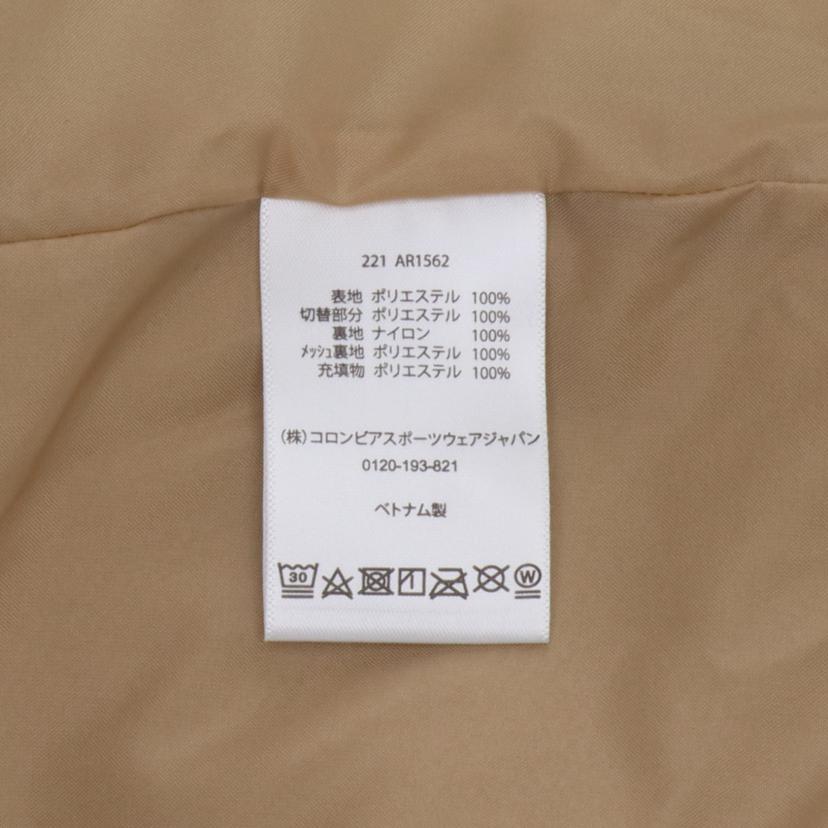 221 AR1562
表地 ポリエステル 100%
切替部分 ポリエステル 100%
裏地 ナイロン 100%
ﾒｯｼｭ裏地 ポリエステル 100%
充填物 ポリエステル 100%
(株)コロンビアスポーツウェアジャパン
0120-193-821
ベトナム製
30 W